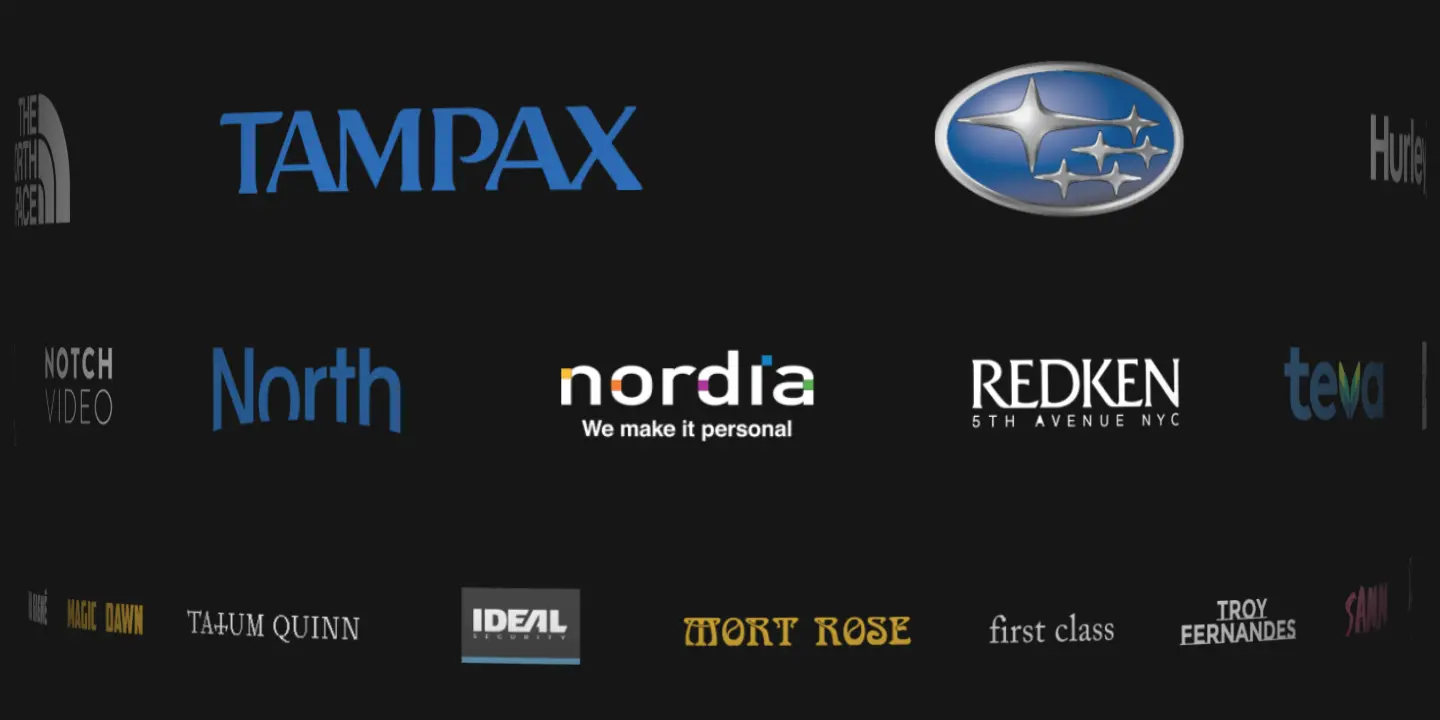 THE
NORTH
FACE
TAMPAX
Hurley
NOTCH
VIDEO
North
nordia
We make it personal
REDKEN
5TH AVENUE NYC
teva
MAGIC DAWN
TATUM QUINN
IDEAL
SECURITY
MORT ROSE
first class
TROY
FERNANDES